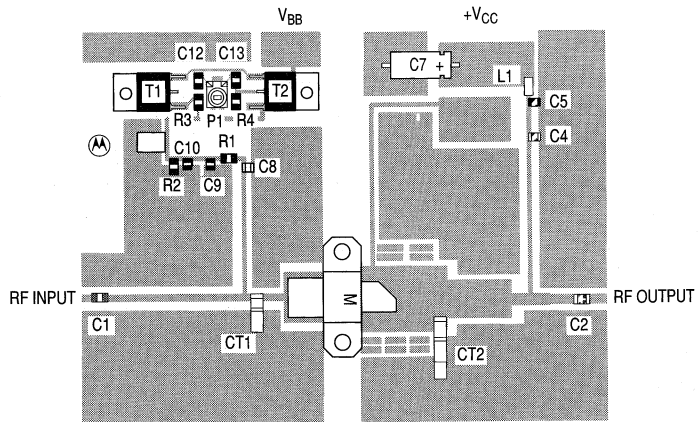 VBB
+VCC
C12 C13
C7 +
T1
T2
L1
C5
R3 P1 R4
C4
R1
C10
C8
R2 C9
RF INPUT
M
RF OUTPUT
C1
C2
CT1
CT2